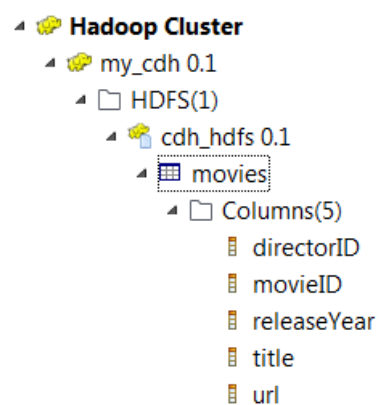 Hadoop Cluster
my_cdh 0.1
HDFS(1)
cdh_hdfs 0.1
movies
Columns(5)
directorID
movieID
releaseYear
title
url